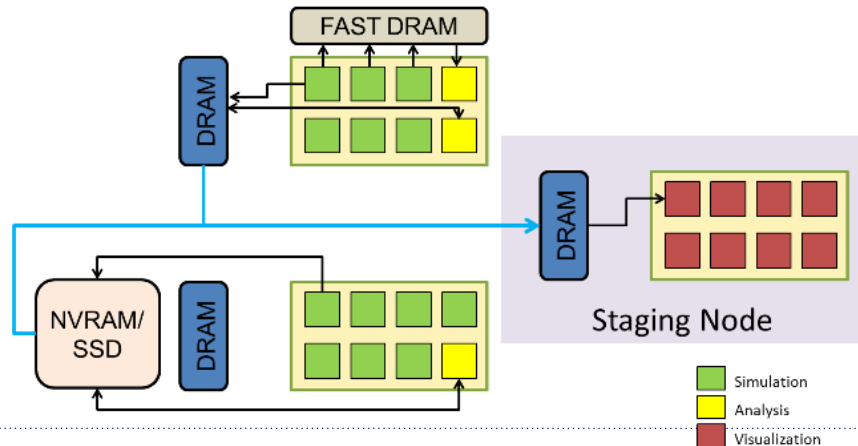 FAST DRAM
DRAM
DRAM
NVRAM/
SSD
DRAM
Staging Node
Simulation
Analysis
Visualization